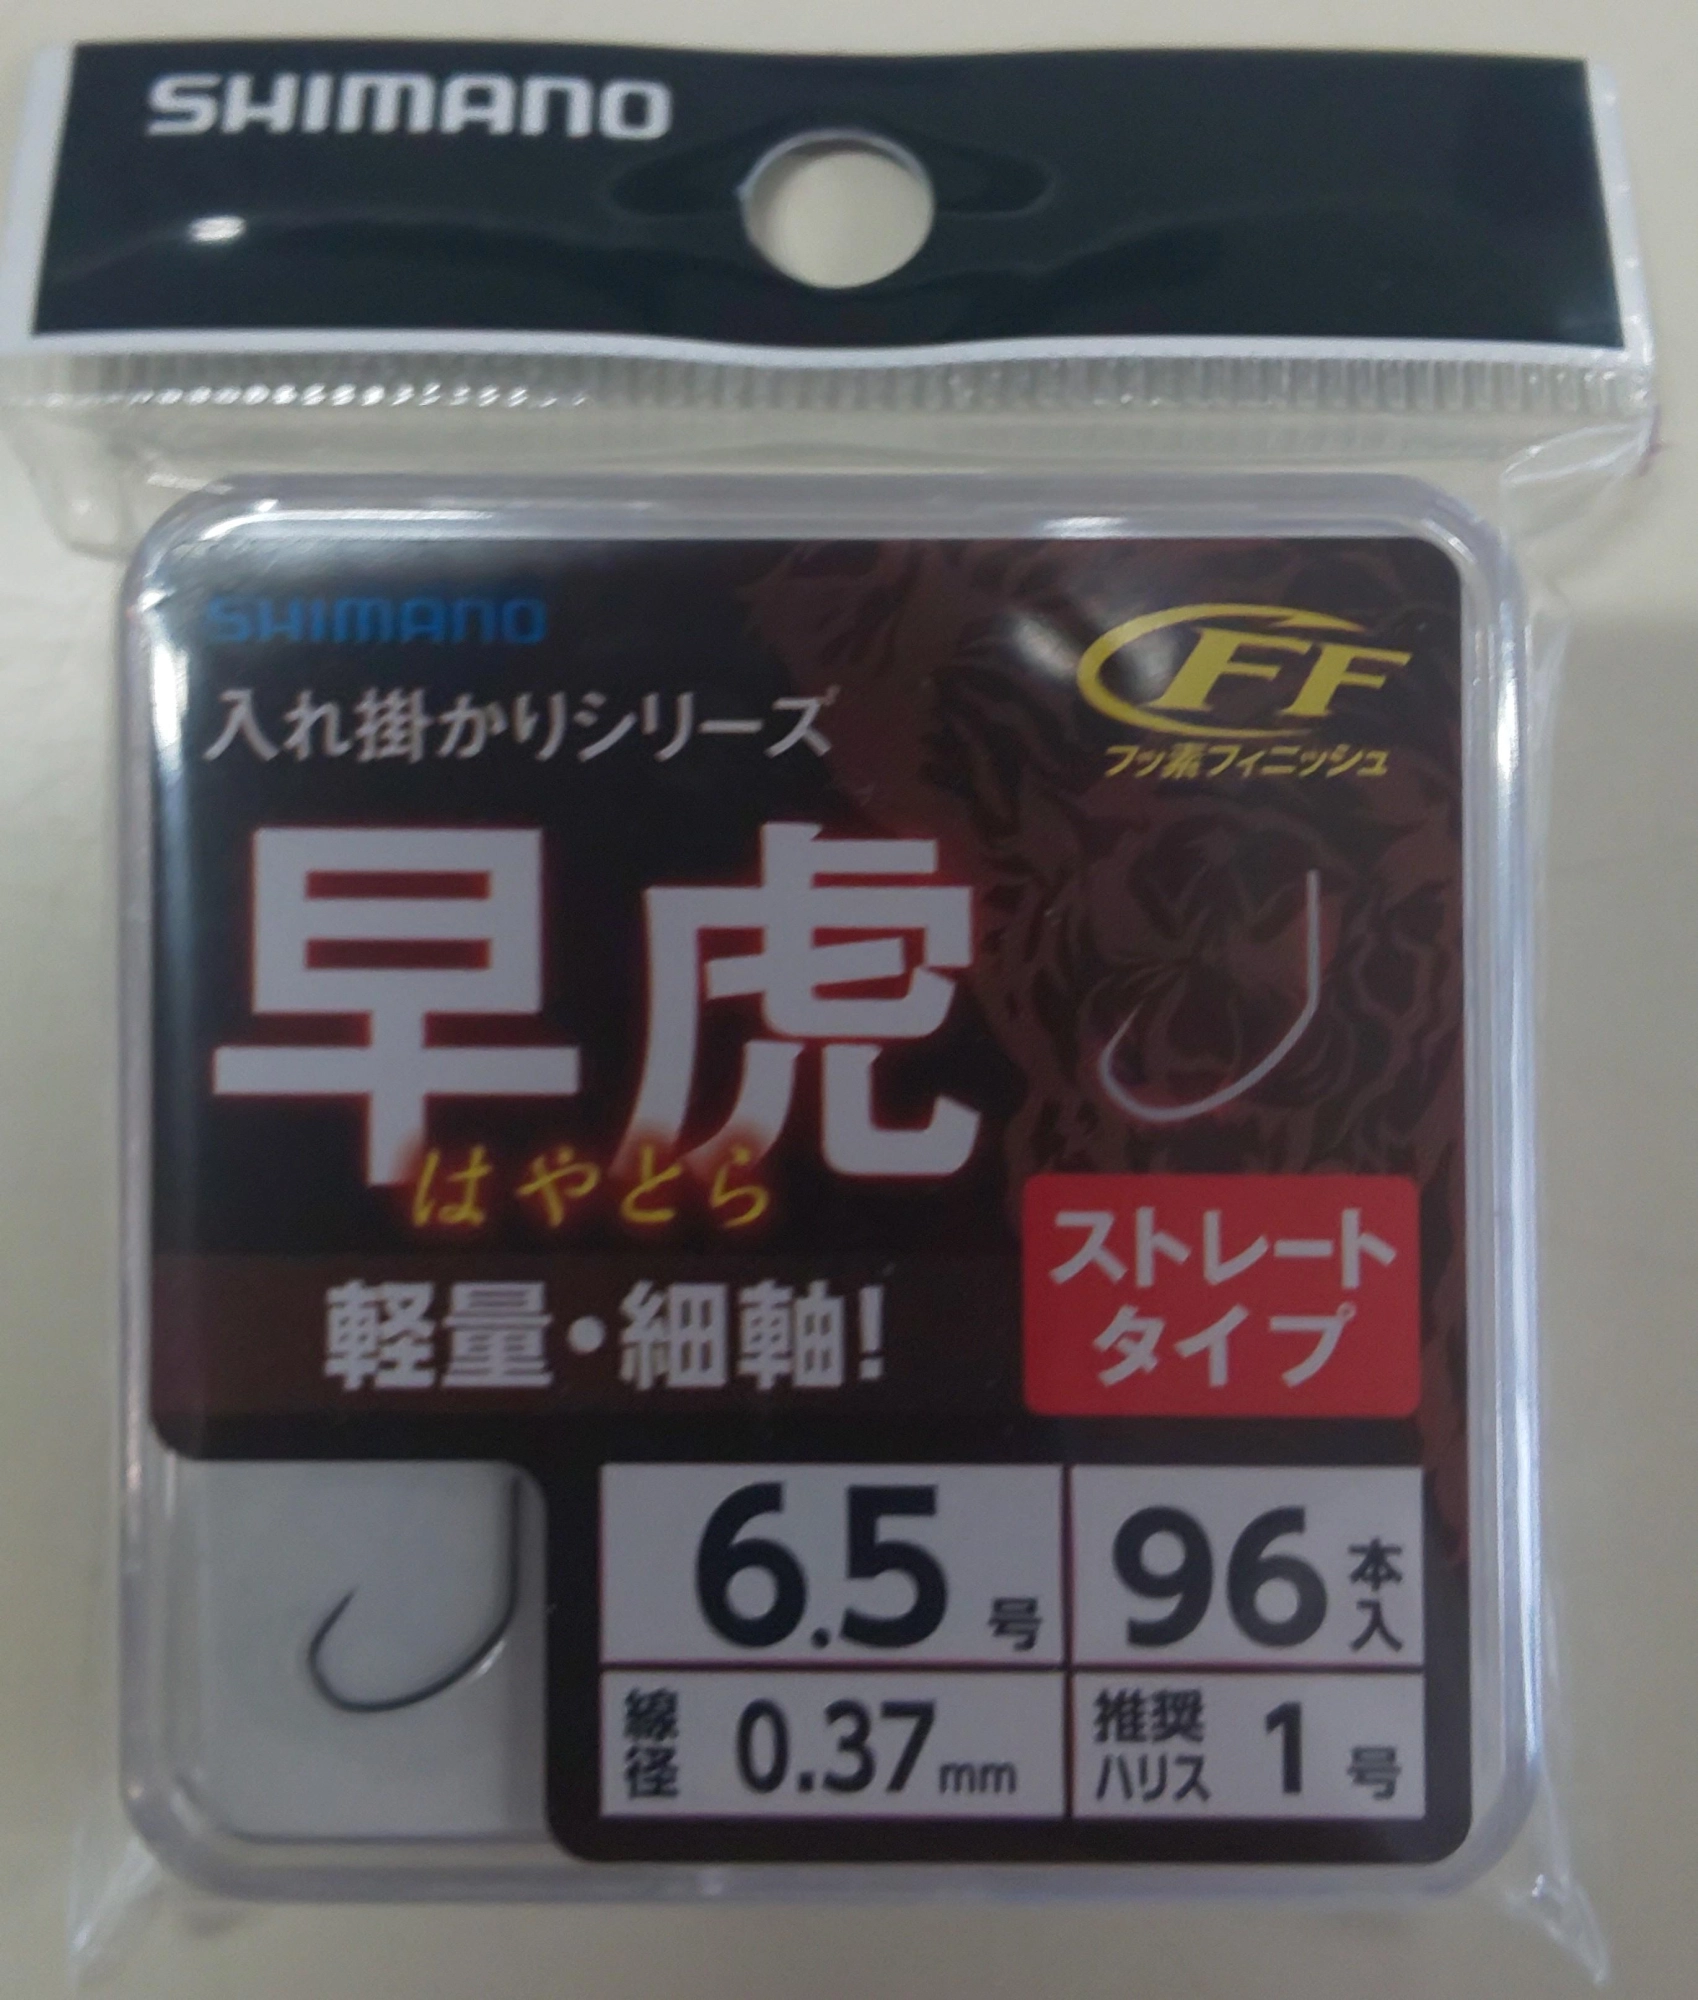 SHIMANO
SHIMANO
入れ掛かりシリーズ
FF
フッ素フィニッシュ
早虎
はやとら
軽量・細軸!
ストレート
タイプ
6.5号
96本入
線径 0.37mm
推奨ハリス 1号